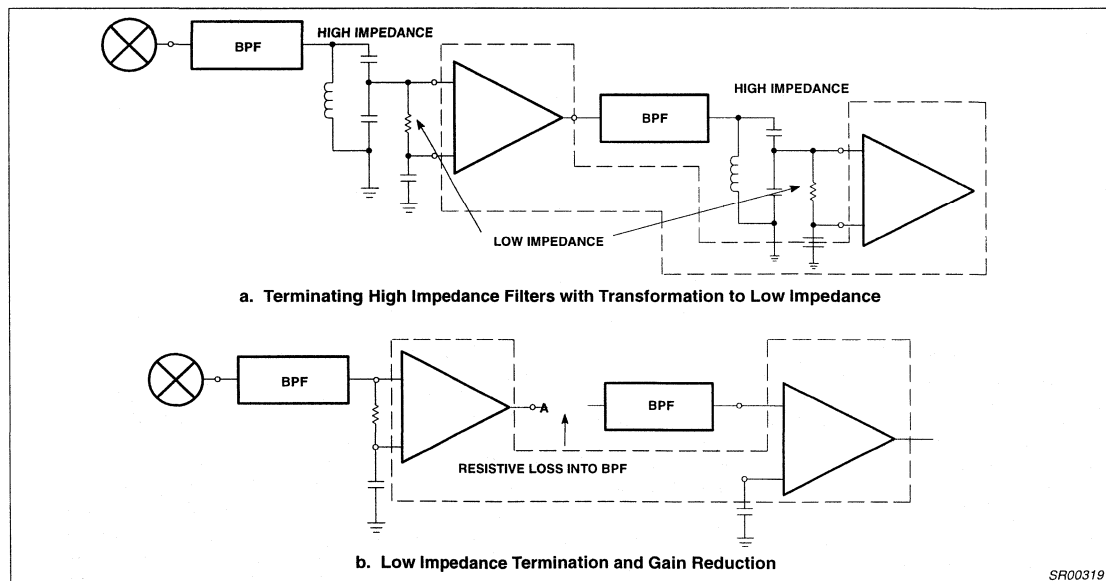 HIGH IMPEDANCE
BPF
HIGH IMPEDANCE
BPF
LOW IMPEDANCE
a. Terminating High Impedance Filters with Transformation to Low Impedance
BPF
A
BPF
RESISTIVE LOSS INTO BPF
b. Low Impedance Termination and Gain Reduction
SR00319